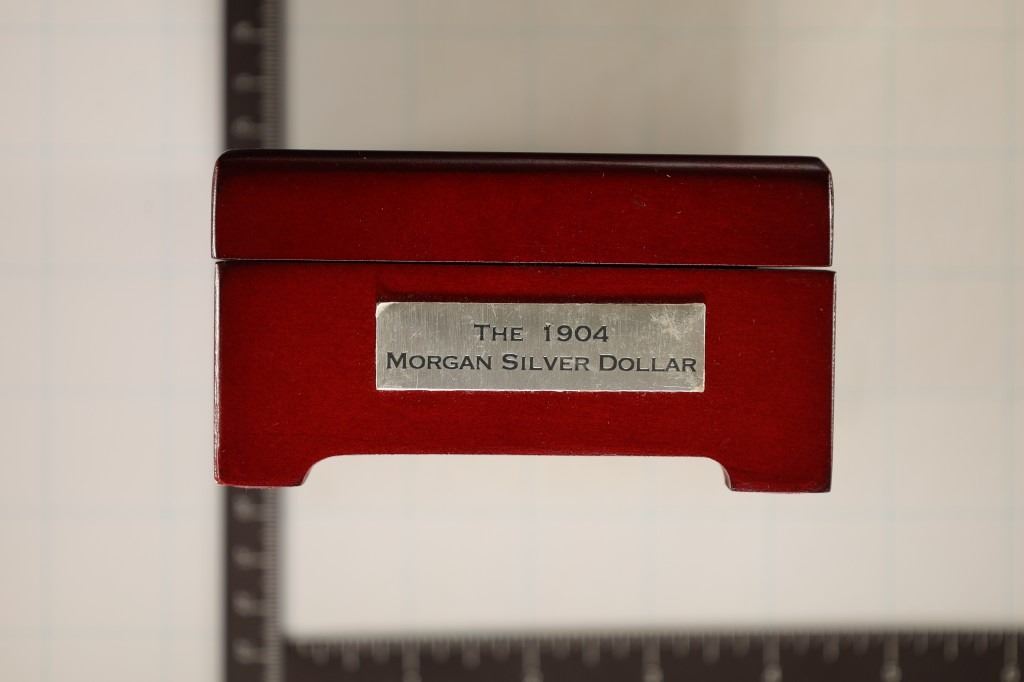 The 1904
Morgan Silver Dollar